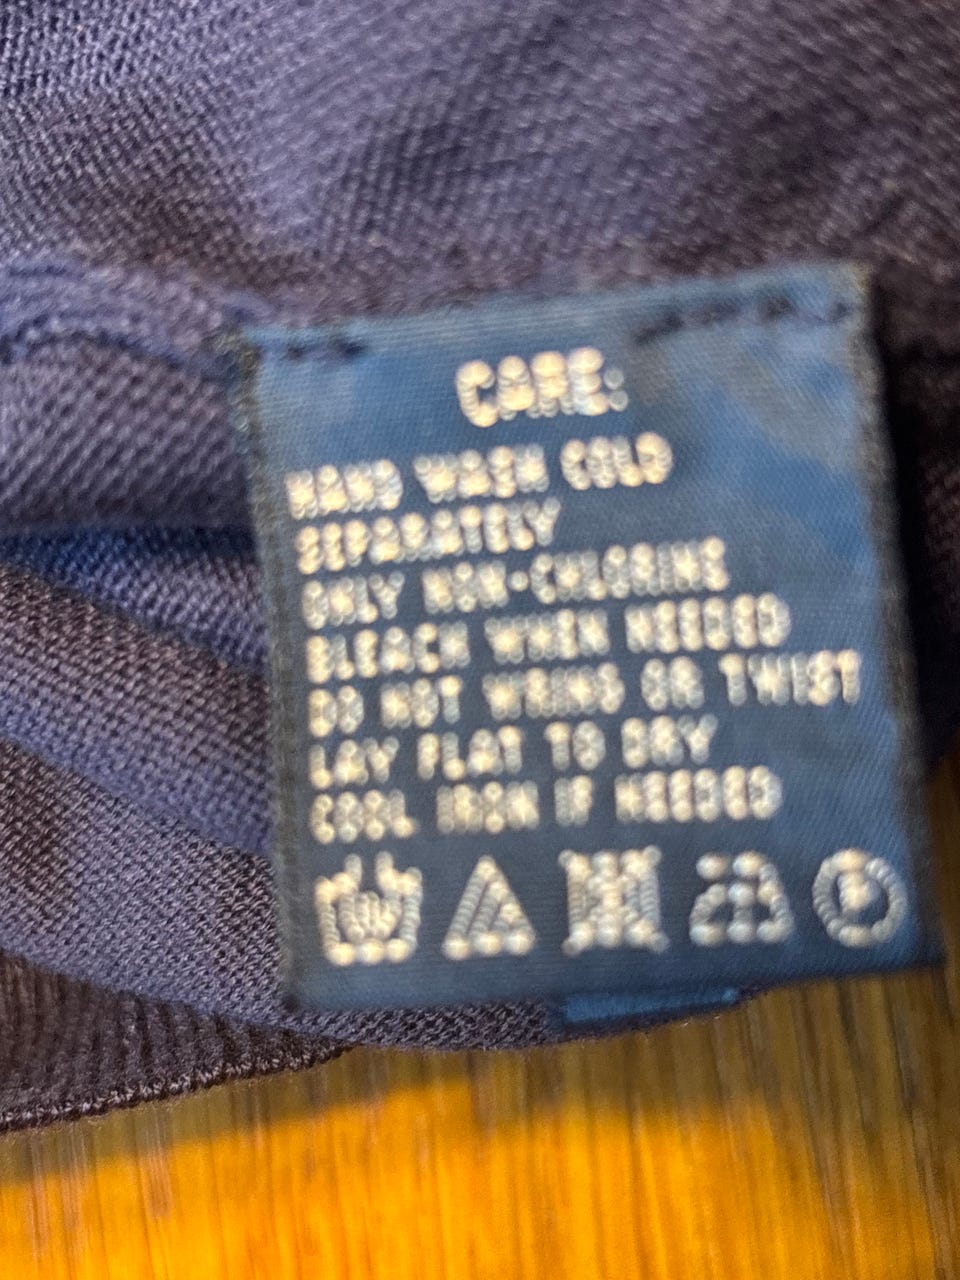 CARE:
HAND WASH COLD
SEPARATELY
ONLY NON-CHLORINE
BLEACH WHEN NEEDED
DO NOT WRING OR TWIST
LAY FLAT TO DRY
COOL IRON IF NEEDED